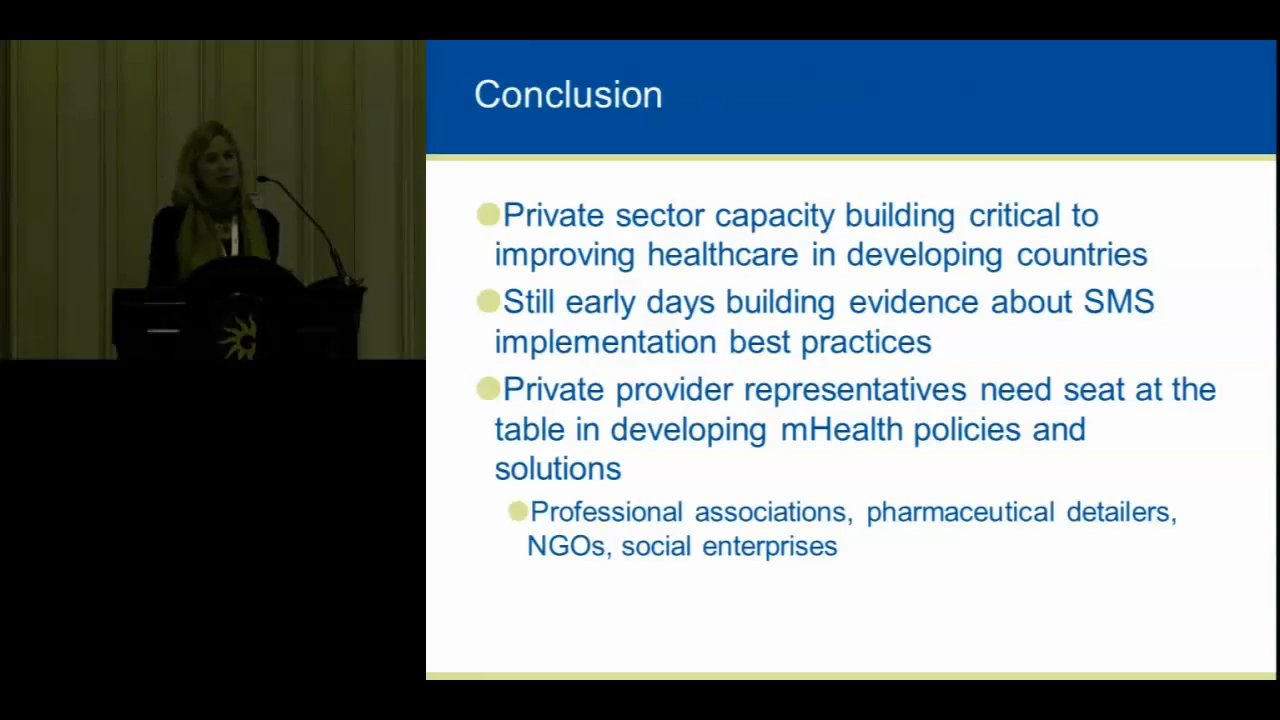 Conclusion
Private sector capacity building critical to
improving healthcare in developing countries
Still early days building evidence about SMS
implementation best practices
Private provider representatives need seat at the
table in developing mHealth policies and
solutions
Professional associations, pharmaceutical detailers,
NGOs, social enterprises